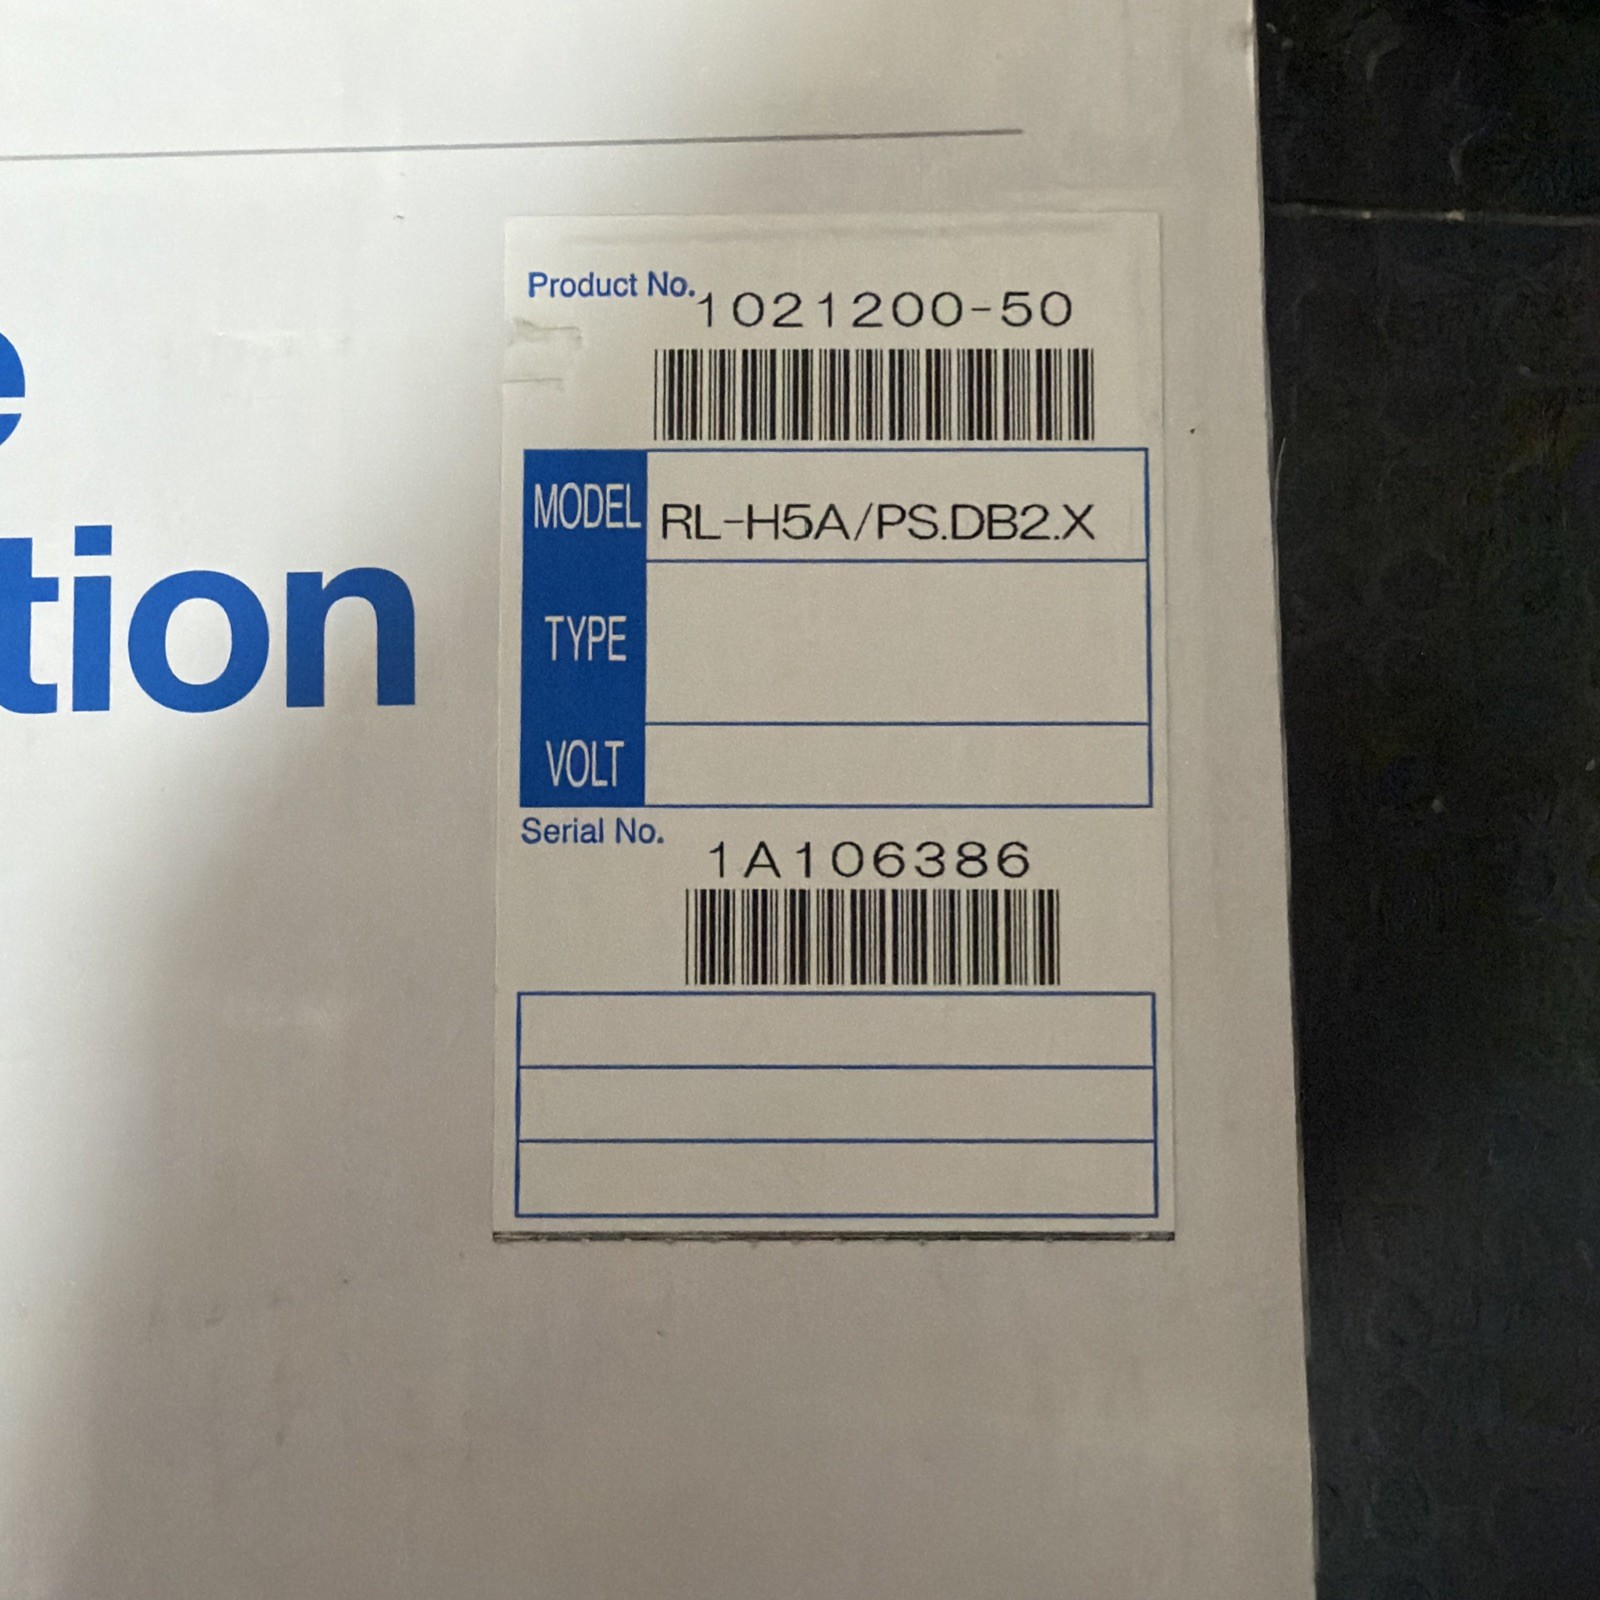 e
tion
Product No.
1021200-50
MODEL RL-H5A/PS.DB2.X
TYPE
VOLT
Serial No.
1A106386